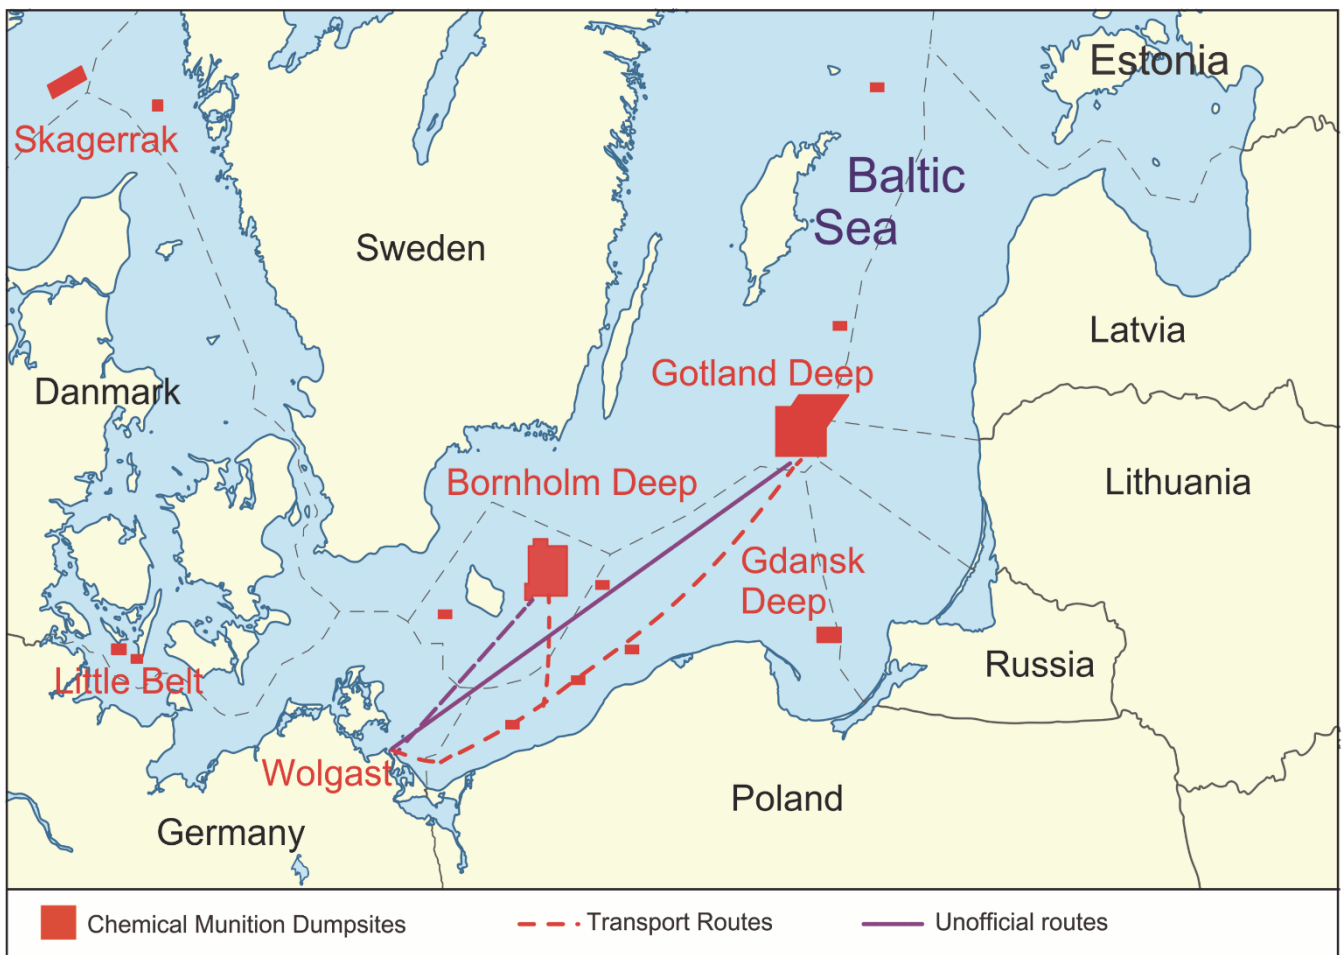 Estonia
Skagerrak
Baltic
Sea
Sweden
Latvia
Gotland Deep
Danmark
Bornholm Deep
Lithuania
Gdansk
Deep
Russia
Little Belt
Wolgast
Poland
Germany
Chemical Munition Dumpsites
Transport Routes
Unofficial routes